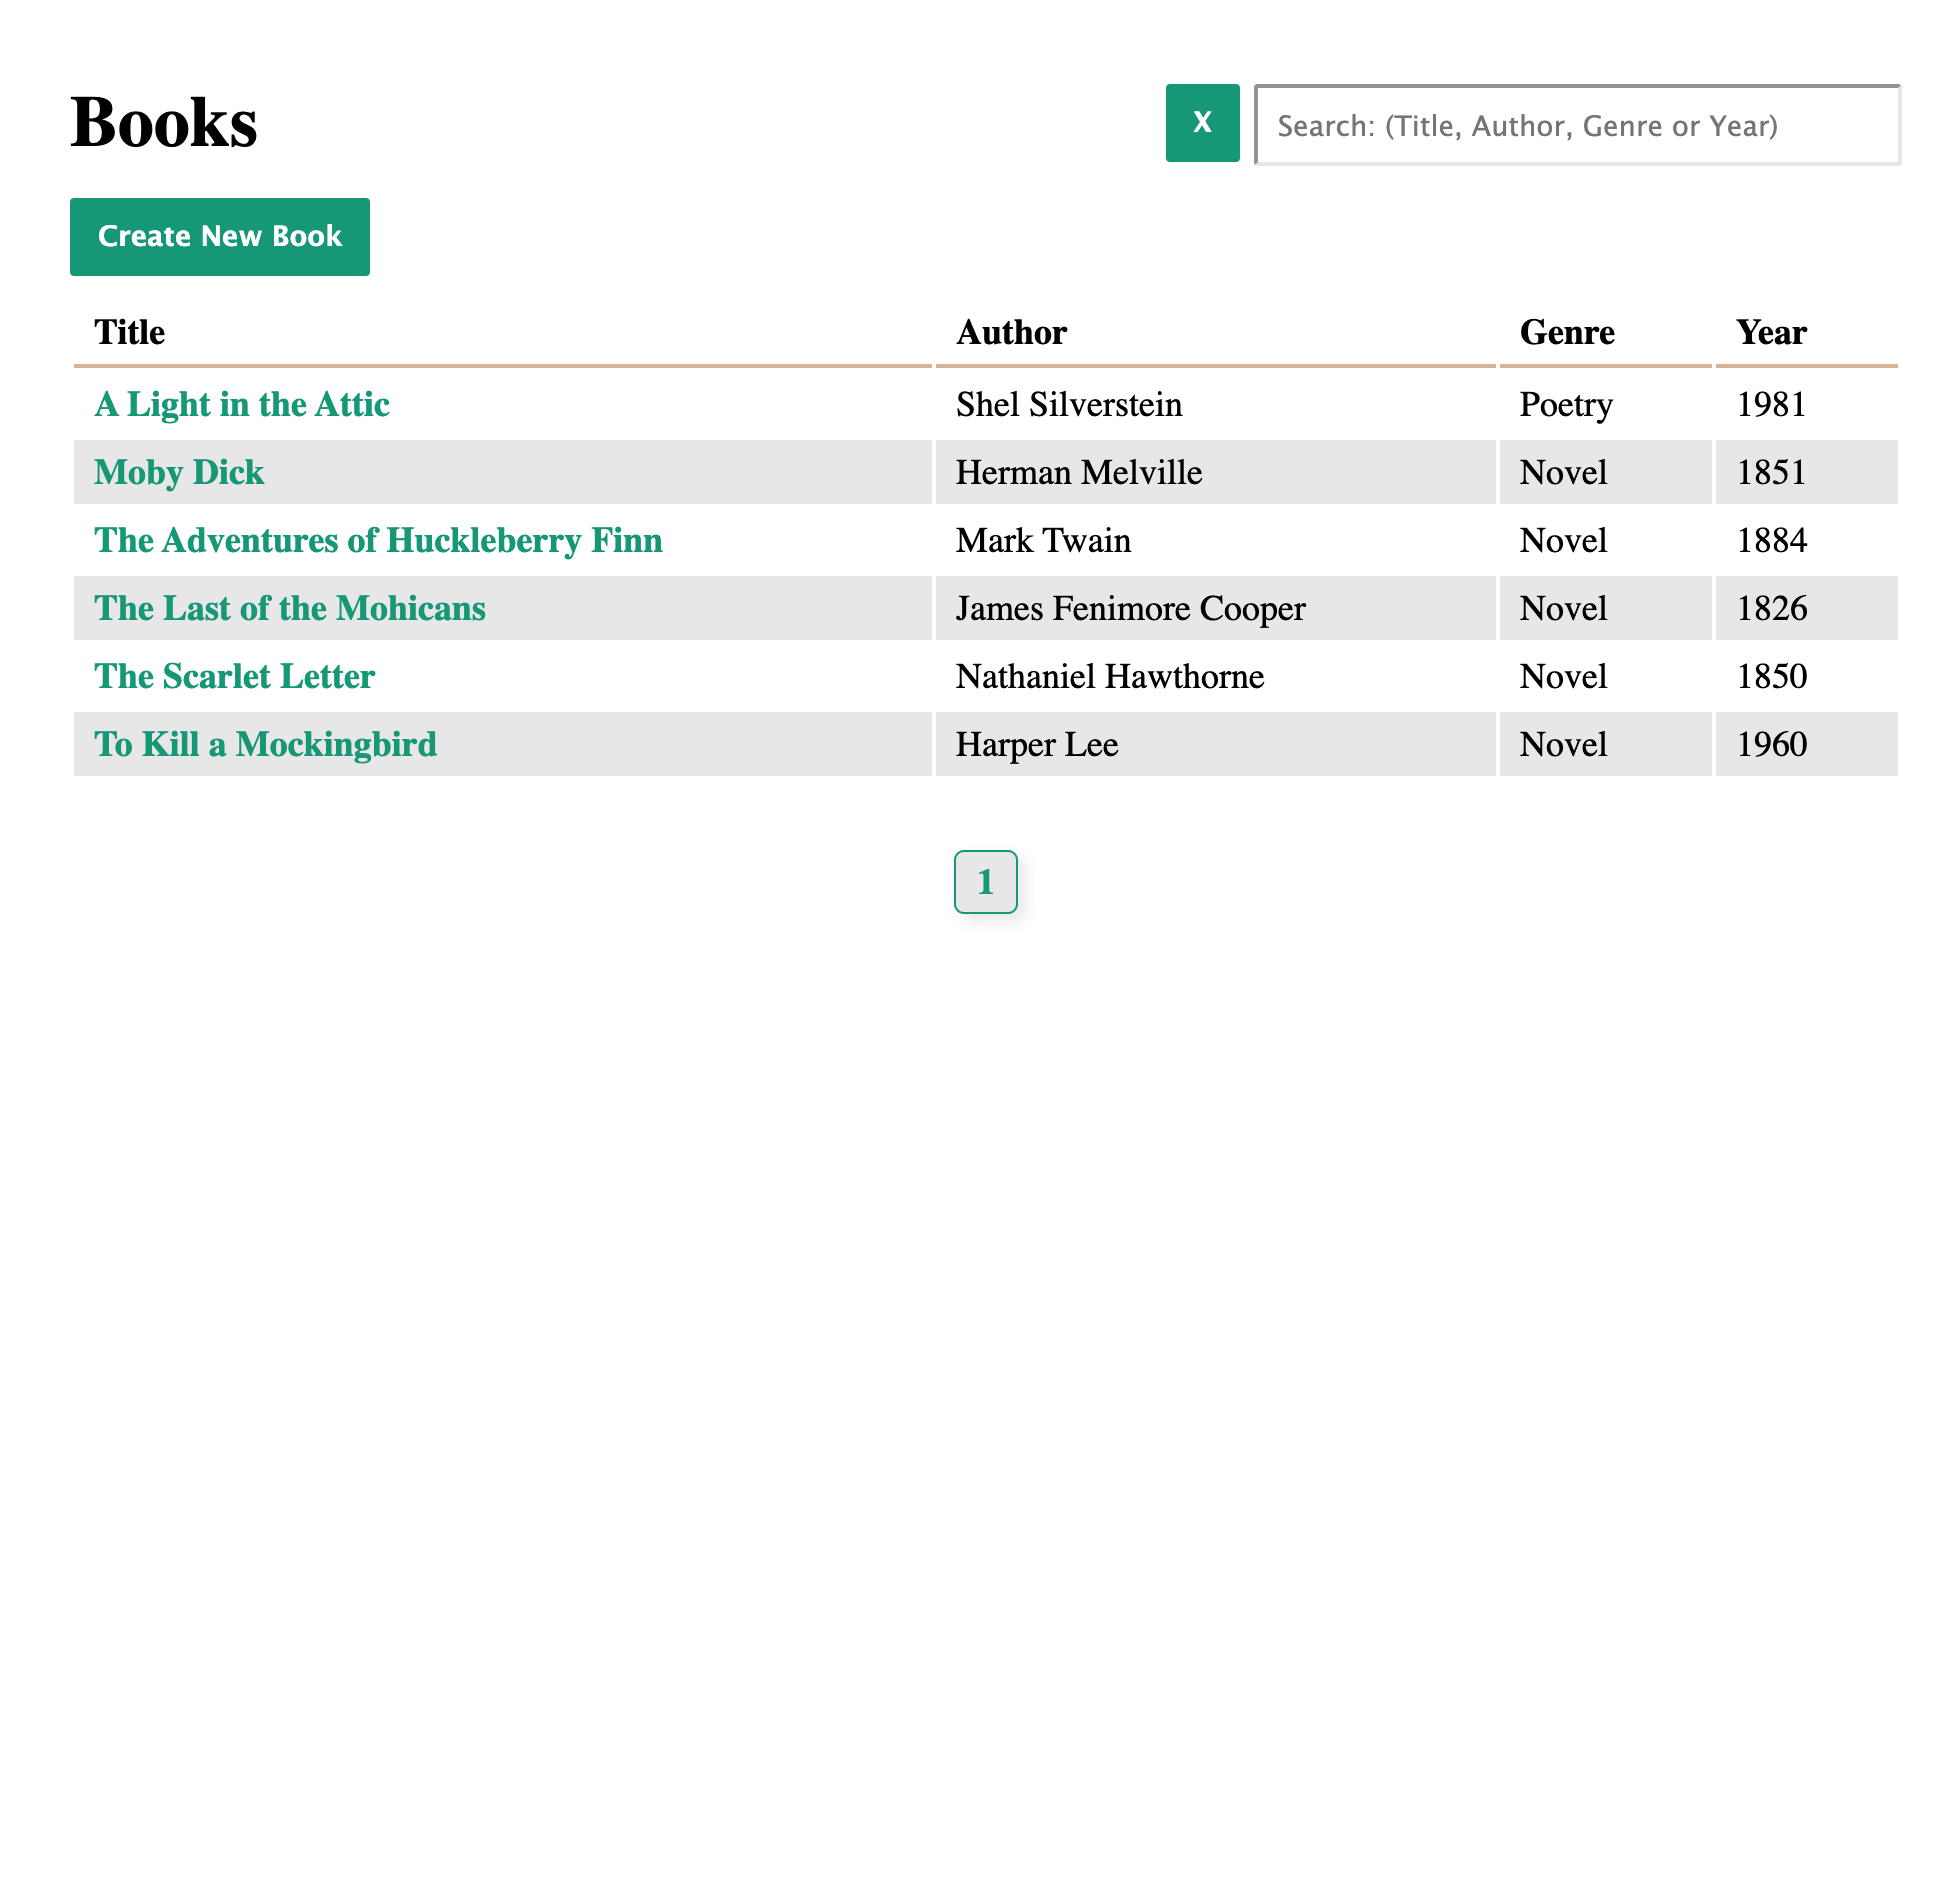 Books
X
Search: (Title, Author, Genre or Year)
Create New Book
Title Author Genre Year
A Light in the Attic Shel Silverstein Poetry 1981
Moby Dick Herman Melville Novel 1851
The Adventures of Huckleberry Finn Mark Twain Novel 1884
The Last of the Mohicans James Fenimore Cooper Novel 1826
The Scarlet Letter Nathaniel Hawthorne Novel 1850
To Kill a Mockingbird Harper Lee Novel 1960
1